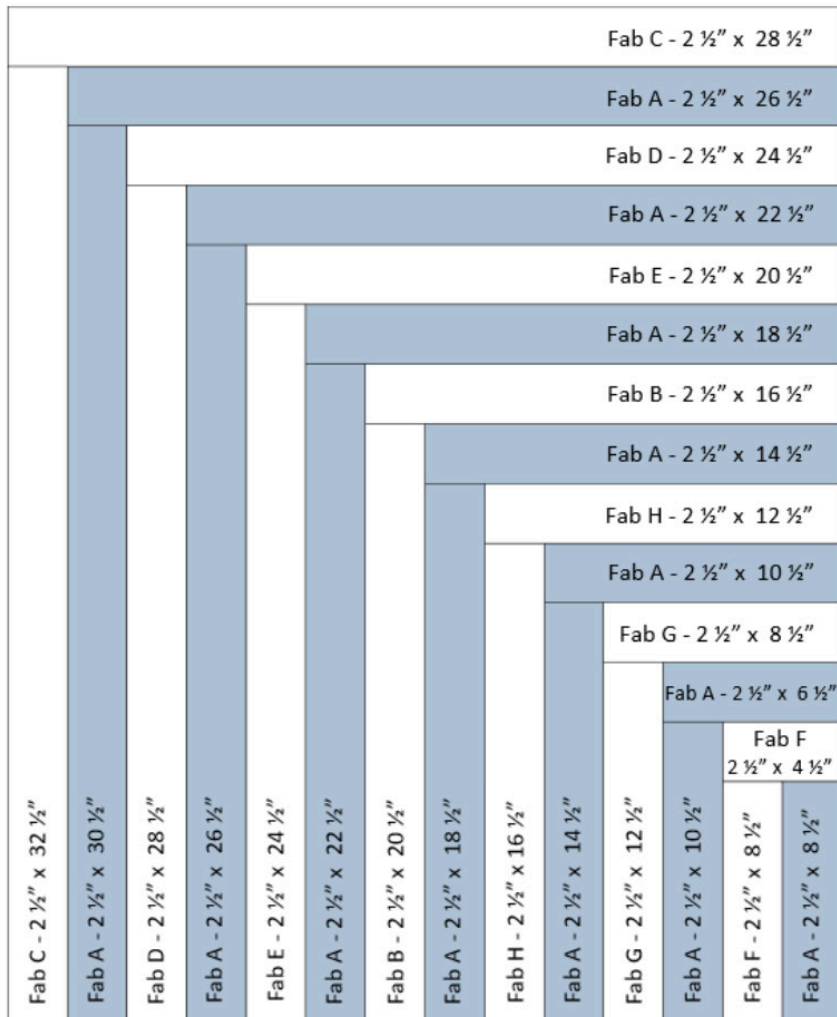 Fab C - 2 ½” x  28 ½”
Fab A - 2 ½” x  26 ½”
Fab D - 2 ½” x  24 ½”
Fab A - 2 ½” x  22 ½”
Fab E - 2 ½” x  20 ½”
Fab A - 2 ½” x  18 ½”
Fab B - 2 ½” x  16 ½”
Fab A - 2 ½” x  14 ½”
Fab H - 2 ½” x  12 ½”
Fab A - 2 ½” x  10 ½”
Fab G - 2 ½” x  8 ½”
Fab A - 2 ½” x  6 ½”
Fab F
2 ½” x  4 ½”
Fab C - 2 ½” x  32 ½”
Fab A - 2 ½” x  30 ½”
Fab D - 2 ½” x  28 ½”
Fab A - 2 ½” x  26 ½”
Fab E - 2 ½” x  24 ½”
Fab A - 2 ½” x  22 ½”
Fab B - 2 ½” x  20 ½”
Fab A - 2 ½” x  18 ½”
Fab H - 2 ½” x  16 ½”
Fab A - 2 ½” x  14 ½”
Fab G - 2 ½” x  12 ½”
Fab A - 2 ½” x  10 ½”
Fab F - 2 ½” x  8 ½”
Fab A - 2 ½” x  8 ½”